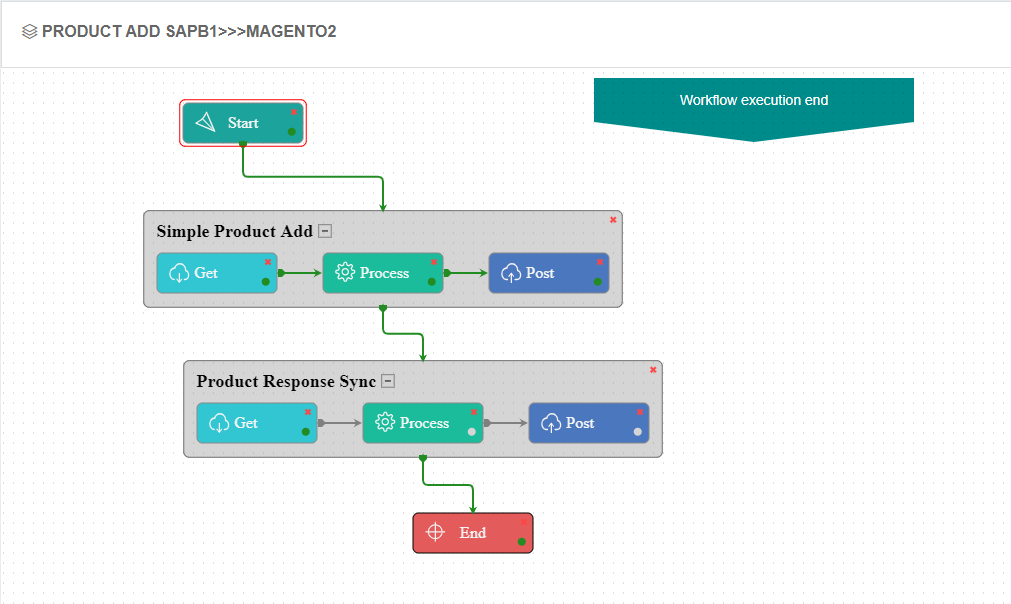 PRODUCT ADD SAPB1>>>MAGENTO2
Workflow execution end
Start
Simple Product Add
Get
Process
Post
Product Response Sync
Get
Process
Post
End